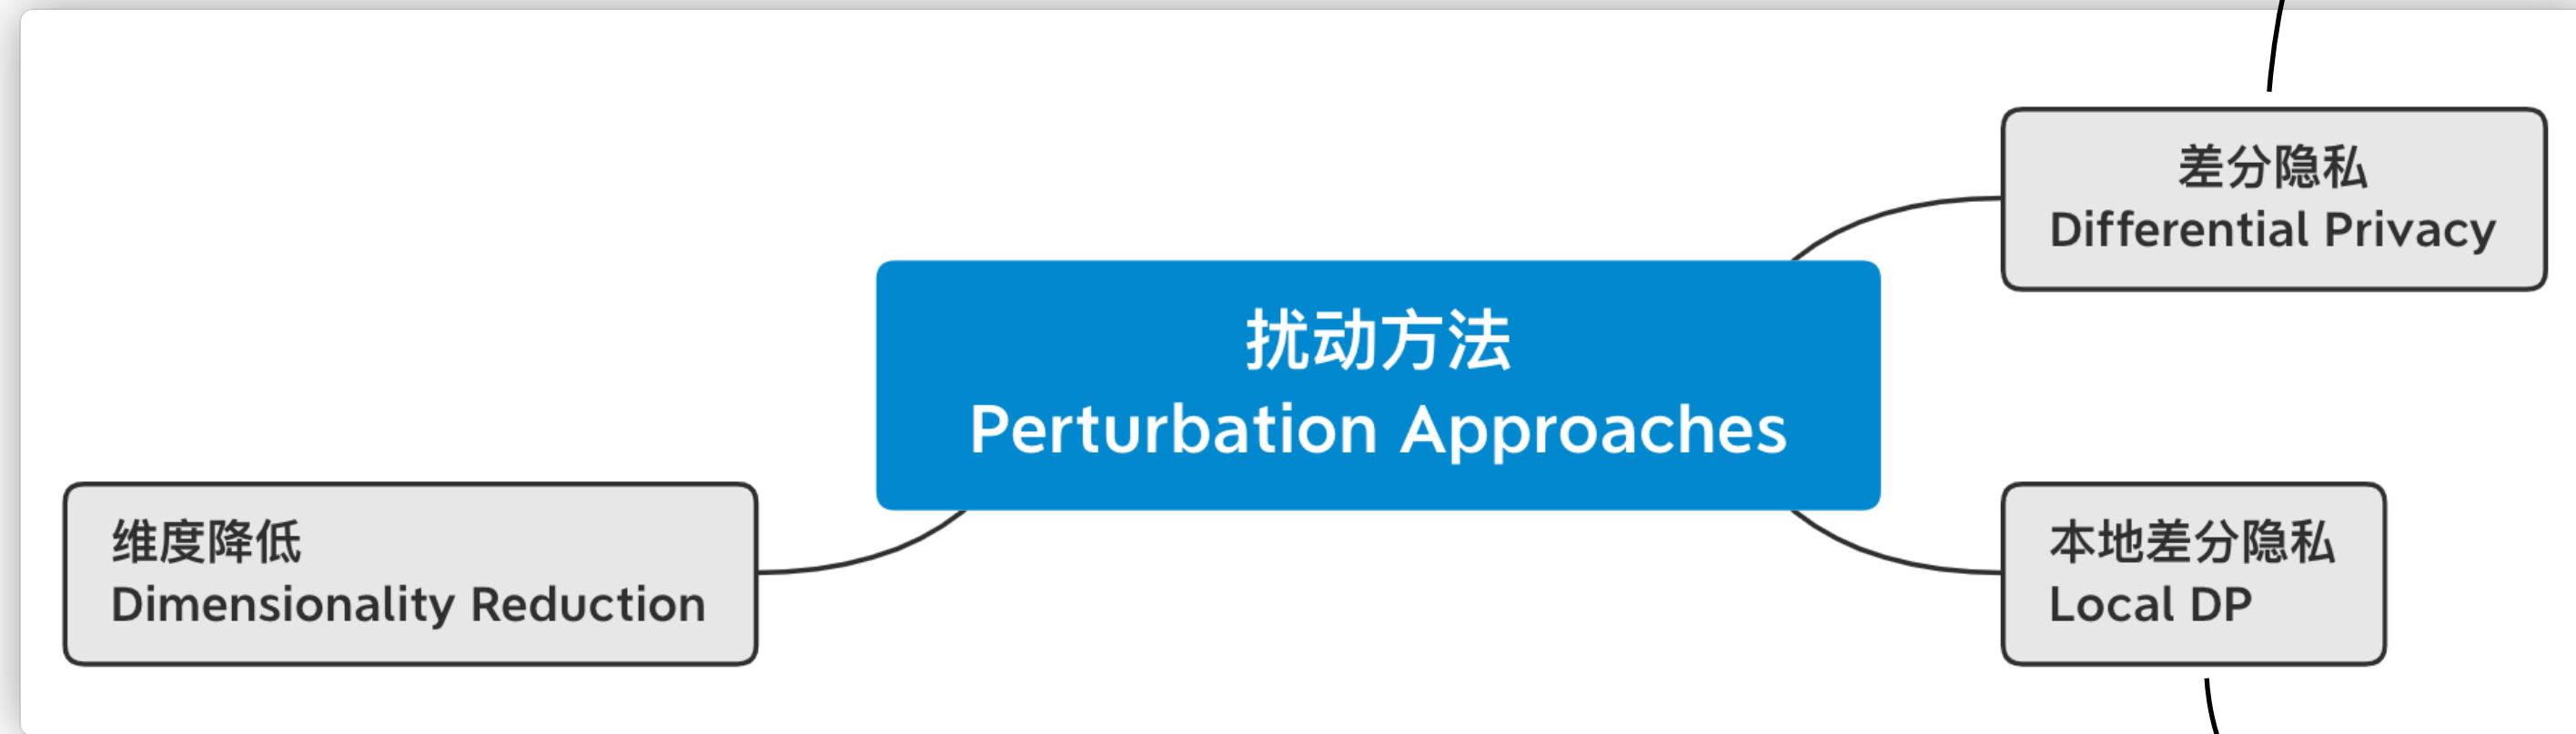 差分隐私
Differential Privacy
扰动方法
Perturbation Approaches
维度降低
Dimensionality Reduction
本地差分隐私
Local DP